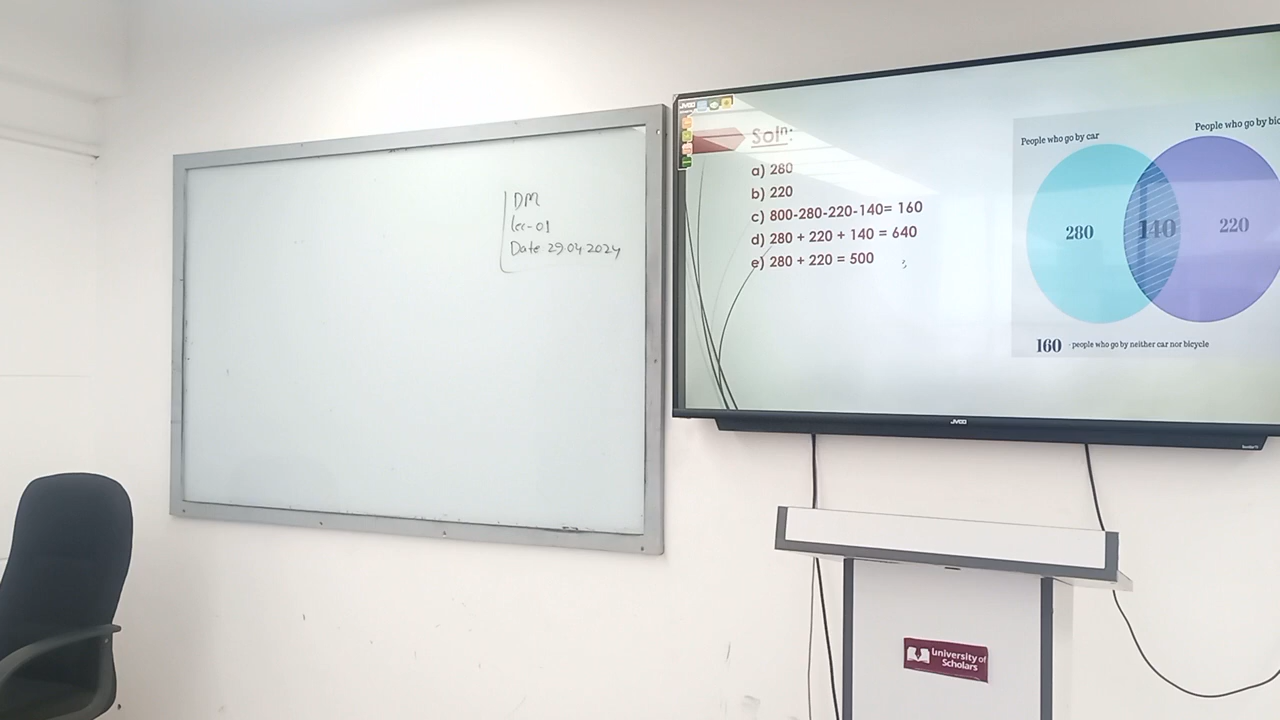 DM
Lec-01
Date 29.04.2024
JVCO
Solⁿ:
a) 280
b) 220
c) 800-280-220-140= 160
d) 280 + 220 + 140 = 640
e) 280 + 220 = 500
People who go by car
People who go by bic
280
140
220
160 - people who go by neither car nor bicycle
JVCO
University of
Scholars